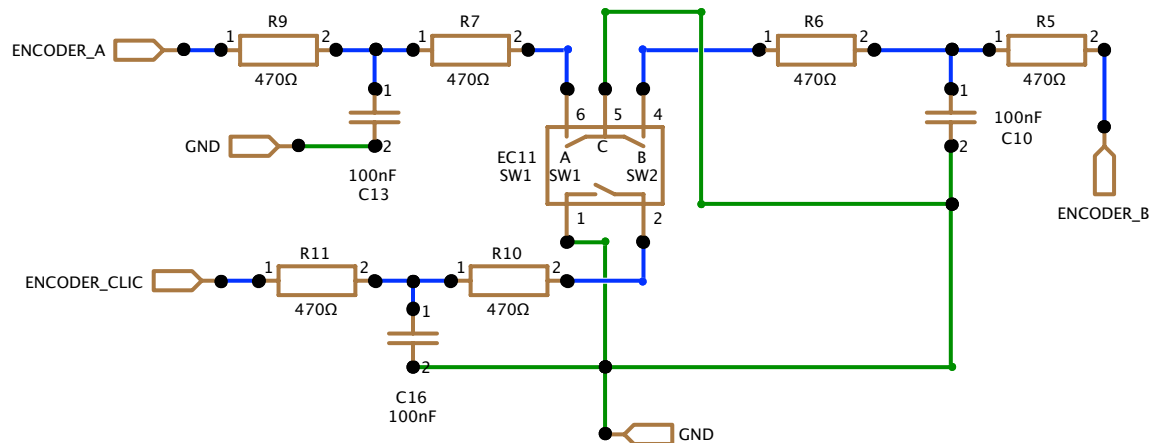 R9
R7
R6
R5
ENCODER_A
1
2
1
2
1
2
1
2
470Ω
470Ω
470Ω
470Ω
1
6
5
4
1
100nF
C10
GND
2
EC11
SW1
A
SW1
C
B
SW2
2
100nF
C13
ENCODER_B
1
2
R11
R10
ENCODER_CLIC
1
2
1
2
470Ω
470Ω
1
2
C16
100nF
GND